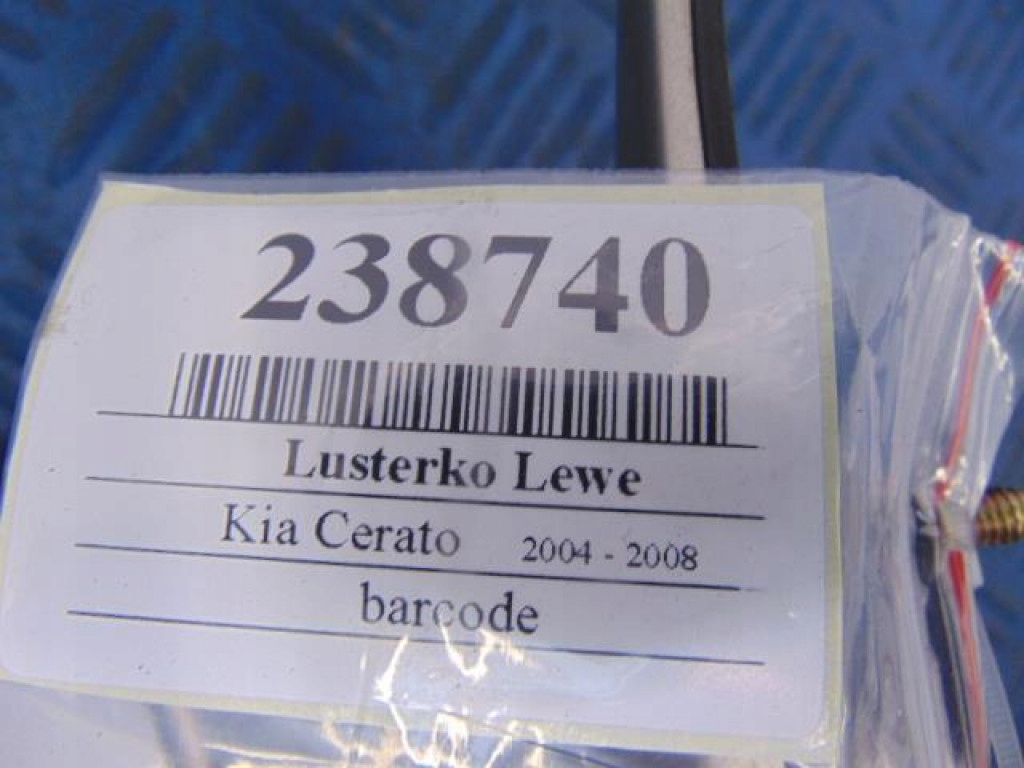 238740
Lusterko Lewe
Kia Cerato 2004 - 2008
barcode